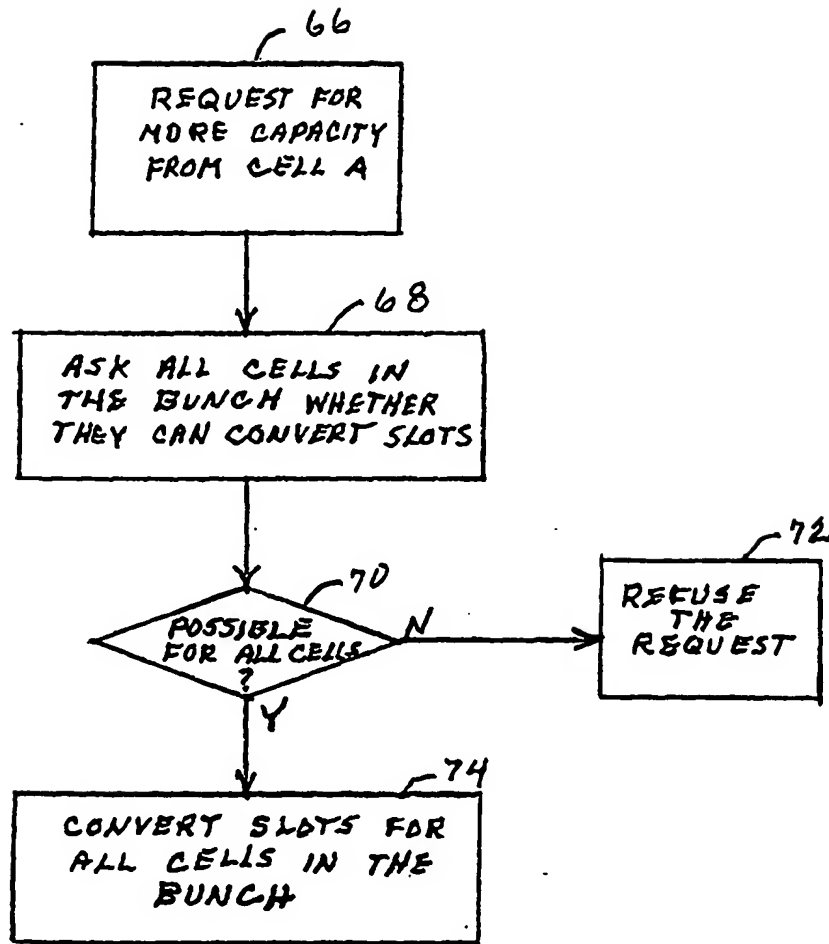 66
REQUEST FOR
MORE CAPACITY
FROM CELL A
68
ASK ALL CELLS IN
THE BUNCH WHETHER
THEY CAN CONVERT SLOTS
70
POSSIBLE
FOR ALL CELLS
?
N
72
REFUSE
THE
REQUEST
Y
74
CONVERT SLOTS FOR
ALL CELLS IN THE
BUNCH